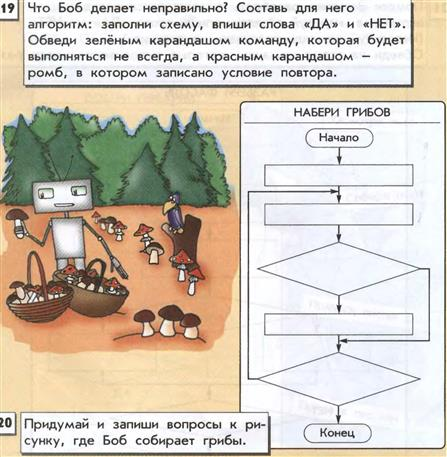 19
Что Боб делает неправильно? Составь для него
алгоритм: заполни схему, впиши слова «ДА» и «НЕТ».
Обведи зелёным карандашом команду, которая будет
выполняться не всегда, а красным карандашом –
ромб, в котором записано условие повтора.
НАБЕРИ ГРИБОВ
Начало
Конец
20
Придумай и запиши вопросы к ри-
сунку, где Боб собирает грибы.